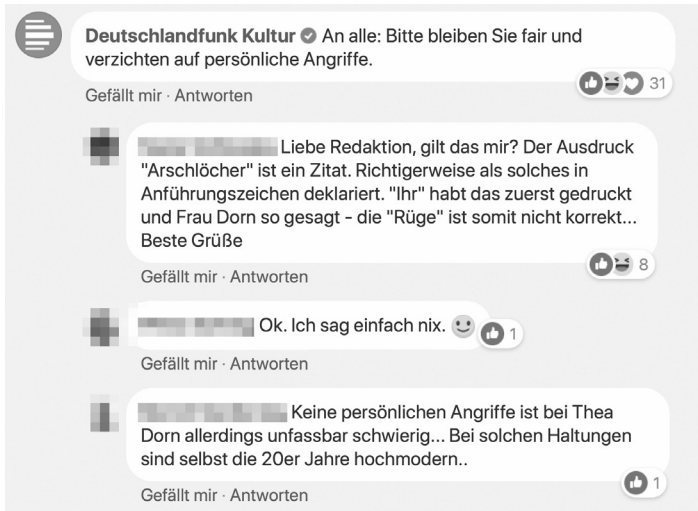 Deutschlandfunk Kultur An alle: Bitte bleiben Sie fair und
verzichten auf persönliche Angriffe.
31
Gefällt mir · Antworten
Liebe Redaktion, gilt das mir? Der Ausdruck
"Arschlöcher" ist ein Zitat. Richtigerweise als solches in
Anführungszeichen deklariert. "Ihr" habt das zuerst gedruckt
und Frau Dorn so gesagt – die "Rüge" ist somit nicht korrekt...
Beste Grüße
8
Gefällt mir · Antworten
Ok. Ich sag einfach nix.
1
Gefällt mir · Antworten
Keine persönlichen Angriffe ist bei Thea
Dorn allerdings unfassbar schwierig... Bei solchen Haltungen
sind selbst die 20er Jahre hochmodern..
1
Gefällt mir · Antworten